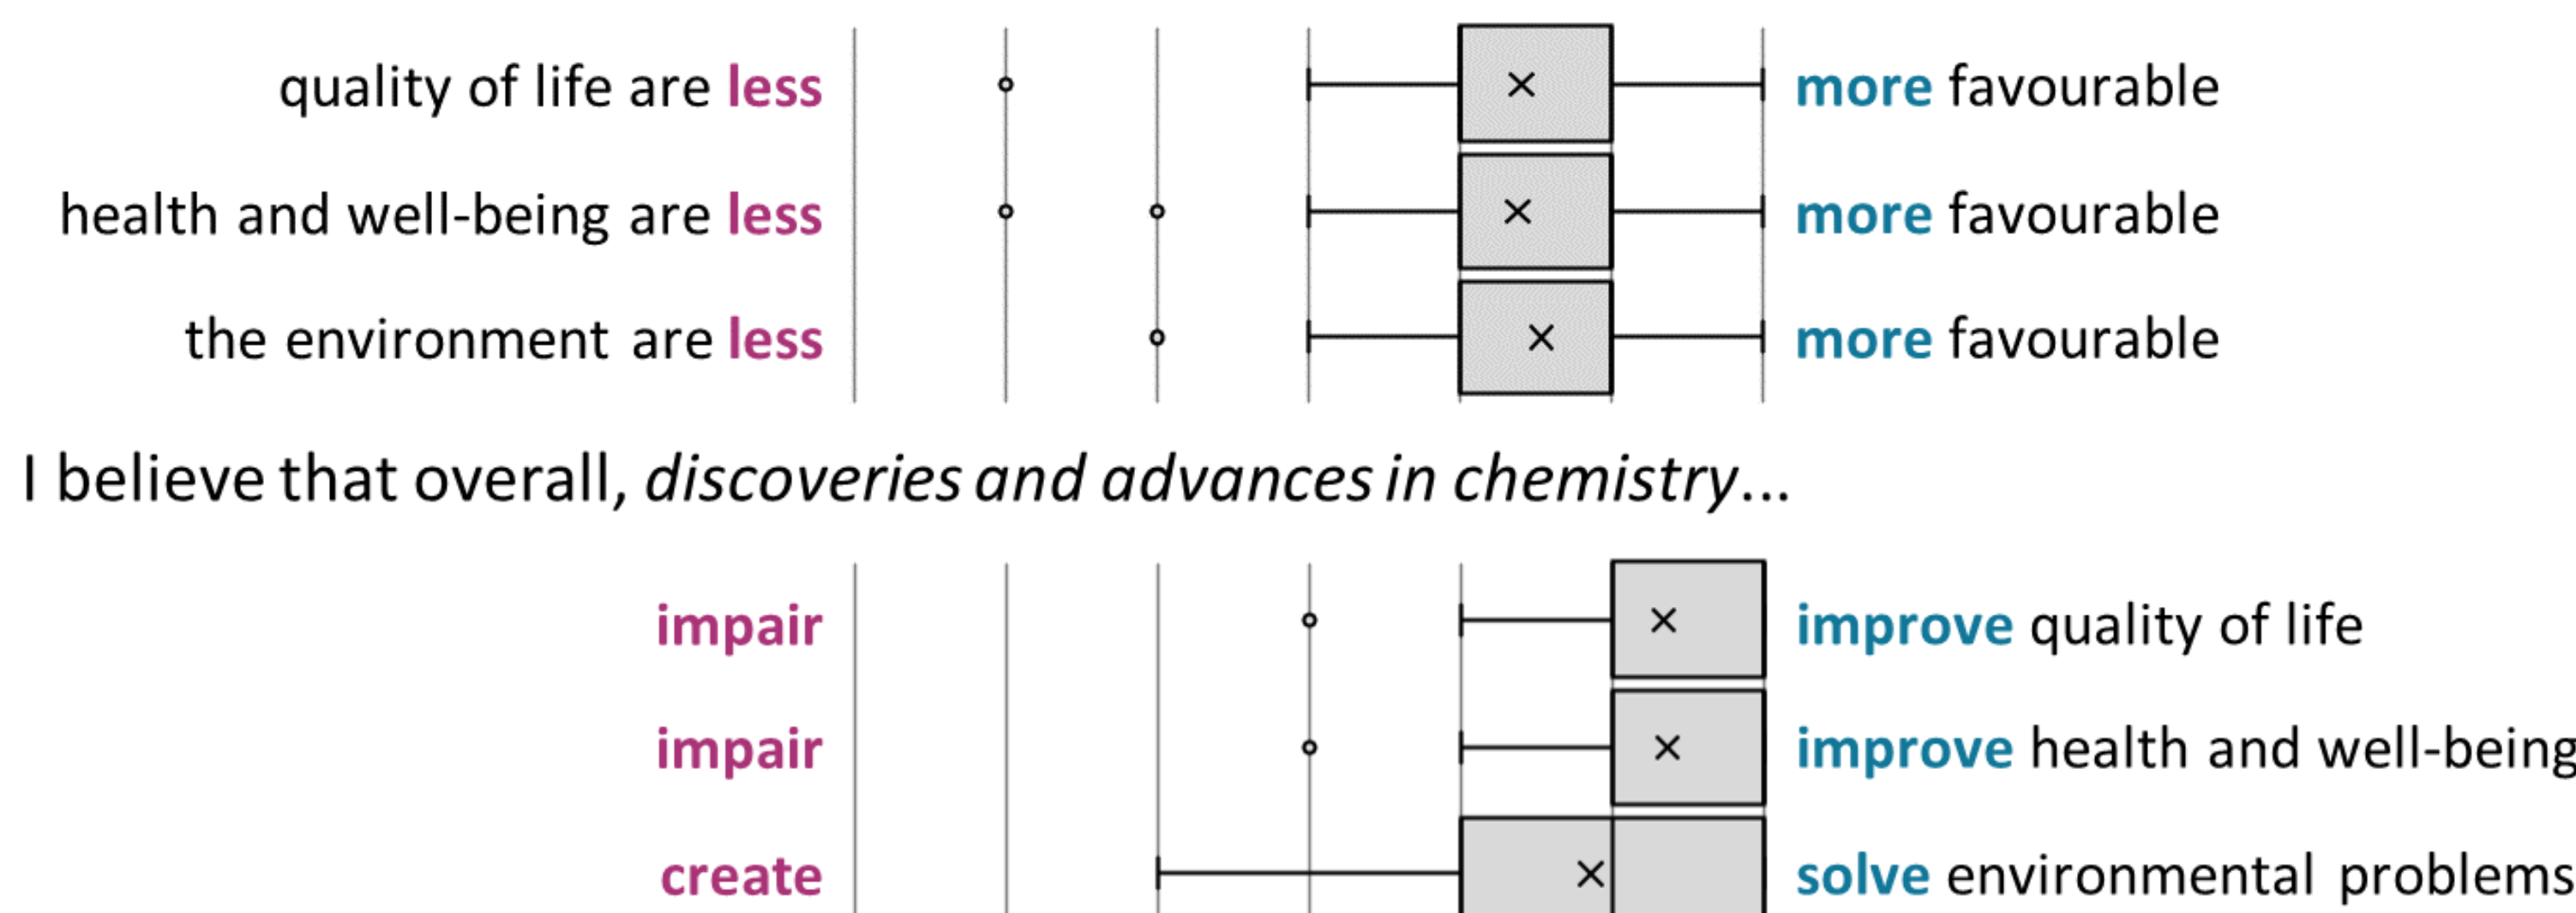 quality of life are less more favourable
health and well-being are less more favourable
the environment are less more favourable
I believe that overall, discoveries and advances in chemistry...
impair improve quality of life
impair improve health and well-being
create solve environmental problems